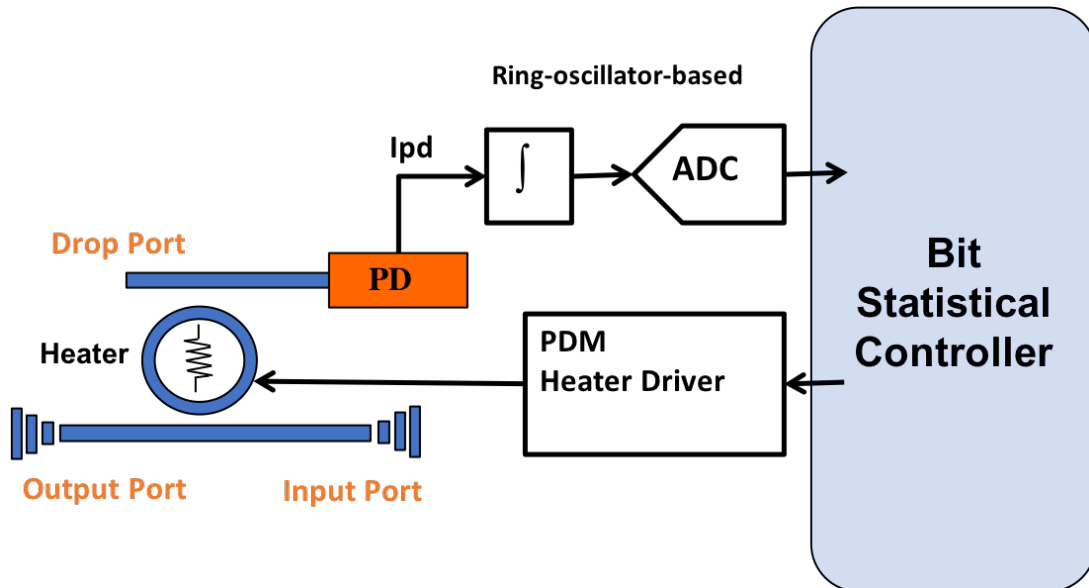 Ring-oscillator-based
Ipd
∫
ADC
Drop Port
PD
Bit
Statistical
Controller
Heater
PDM
Heater Driver
Output Port
Input Port